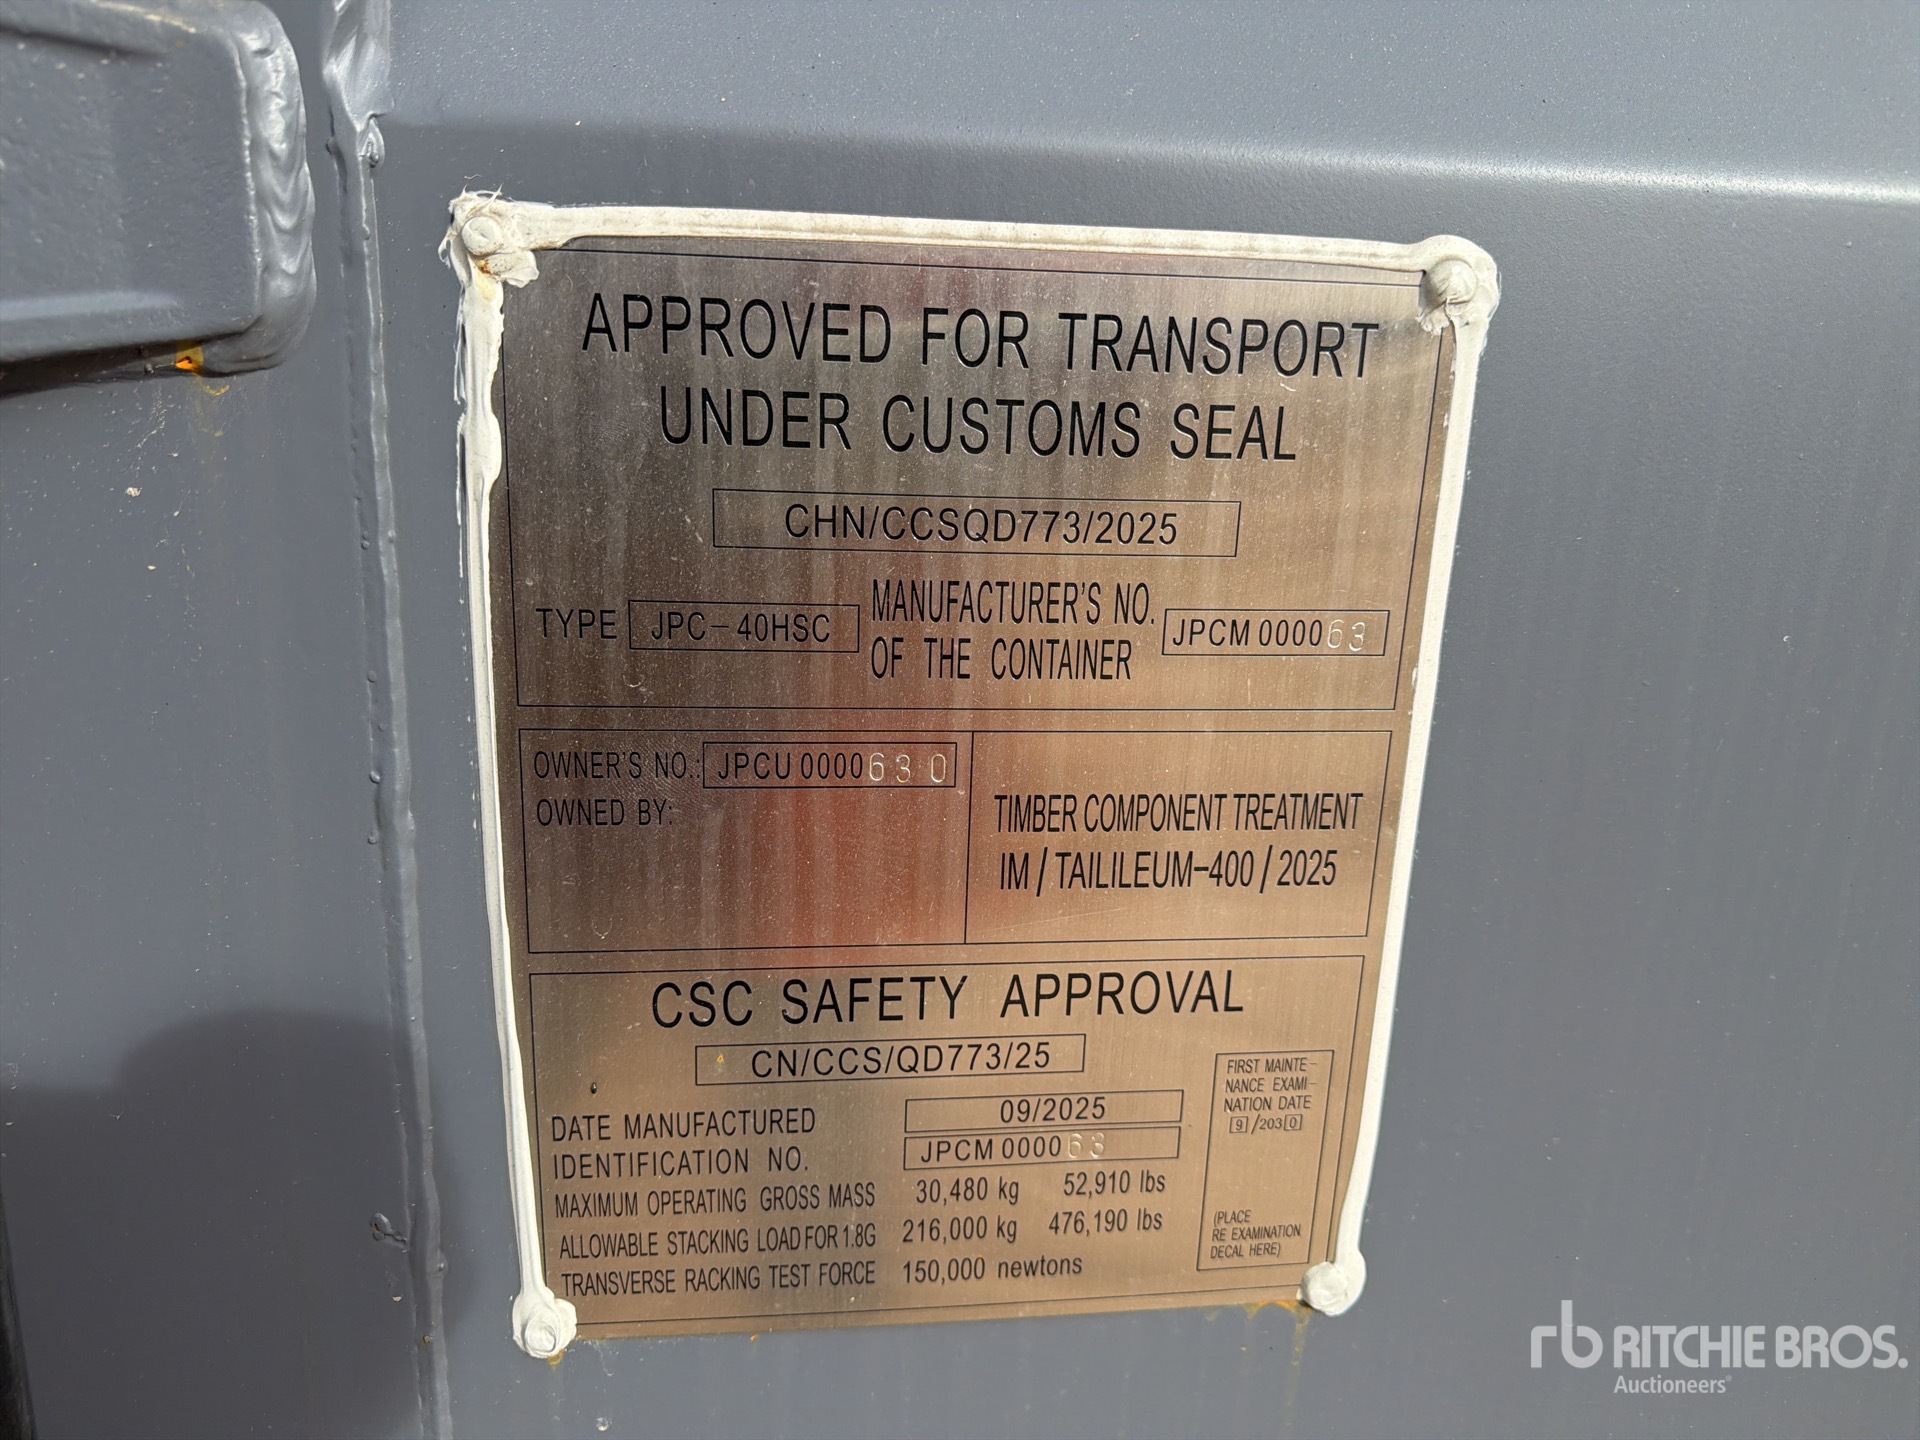 APPROVED FOR TRANSPORT
UNDER CUSTOMS SEAL
CHN/CCSQD773/2025
TYPE JPC-40HSC
MANUFACTURER'S NO.
OF THE CONTAINER
JPCM 000063
OWNER'S NO.: JPCU 0000630
OWNED BY:
TIMBER COMPONENT TREATMENT
IM / TAILILEUM-400 / 2025
CSC SAFETY APPROVAL
CN/CCS/QD773/25
DATE MANUFACTURED 09/2025
IDENTIFICATION NO. JPCM 000063
MAXIMUM OPERATING GROSS MASS 30,480 kg 52,910 lbs
ALLOWABLE STACKING LOAD FOR 1.8G 216,000 kg 476,190 lbs
TRANSVERSE RACKING TEST FORCE 150,000 newtons
FIRST MAINTE-
NANCE EXAMI-
NATION DATE
9/2030
(PLACE
RE EXAMINATION
DECAL HERE)
rb RITCHIE BROS.
Auctioneers